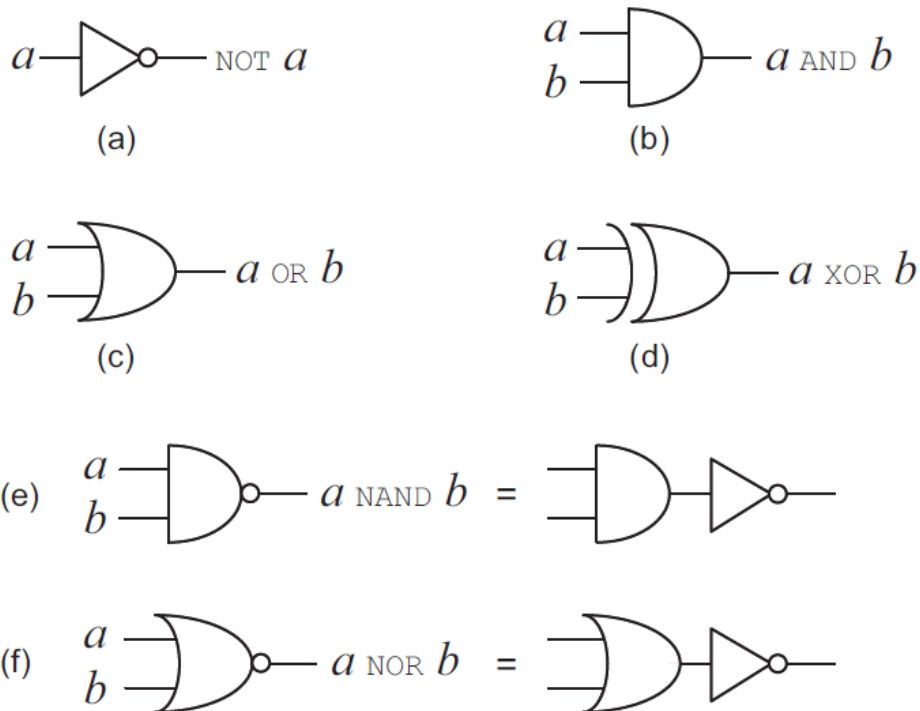 a NOT a
a b a AND b
(a) (b)
a b a OR b
a b a XOR b
(c) (d)
(e) a b a NAND b =
(f) a b a NOR b =